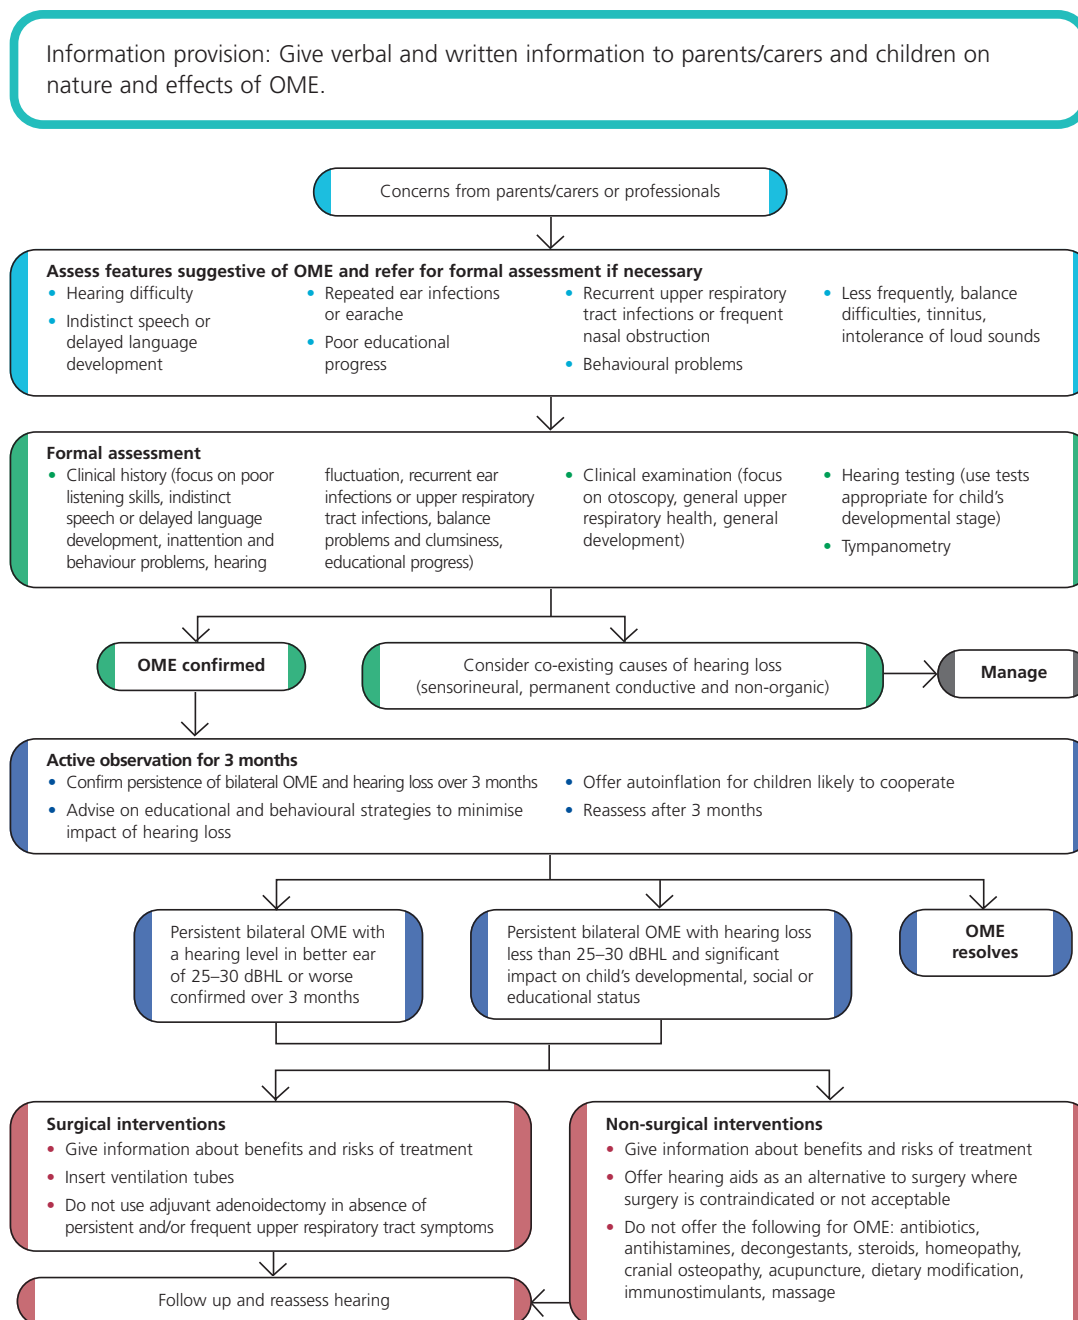 Information provision: Give verbal and written information to parents/carers and children on
nature and effects of OME.
Concerns from parents/carers or professionals
Assess features suggestive of OME and refer for formal assessment if necessary
• Hearing difficulty
• Indistinct speech or
delayed language
development
• Repeated ear infections
or earache
• Poor educational
progress
• Recurrent upper respiratory
tract infections or frequent
nasal obstruction
• Behavioural problems
• Less frequently, balance
difficulties, tinnitus,
intolerance of loud sounds
Formal assessment
• Clinical history (focus on poor
listening skills, indistinct
speech or delayed language
development, inattention and
behaviour problems, hearing
fluctuation, recurrent ear
infections or upper respiratory
tract infections, balance
problems and clumsiness,
educational progress)
• Clinical examination (focus
on otoscopy, general upper
respiratory health, general
development)
• Hearing testing (use tests
appropriate for child's
developmental stage)
• Tympanometry
OME confirmed
Consider co-existing causes of hearing loss
(sensorineural, permanent conductive and non-organic)
Manage
Active observation for 3 months
• Confirm persistence of bilateral OME and hearing loss over 3 months
• Advise on educational and behavioural strategies to minimise
impact of hearing loss
• Offer autoinflation for children likely to cooperate
• Reassess after 3 months
Persistent bilateral OME with
a hearing level in better ear
of 25–30 dBHL or worse
confirmed over 3 months
Persistent bilateral OME with hearing loss
less than 25–30 dBHL and significant
impact on child's developmental, social or
educational status
OME
resolves
Surgical interventions
• Give information about benefits and risks of treatment
• Insert ventilation tubes
• Do not use adjuvant adenoidectomy in absence of
persistent and/or frequent upper respiratory tract symptoms
Non-surgical interventions
• Give information about benefits and risks of treatment
• Offer hearing aids as an alternative to surgery where
surgery is contraindicated or not acceptable
• Do not offer the following for OME: antibiotics,
antihistamines, decongestants, steroids, homeopathy,
cranial osteopathy, acupuncture, dietary modification,
immunostimulants, massage
Follow up and reassess hearing